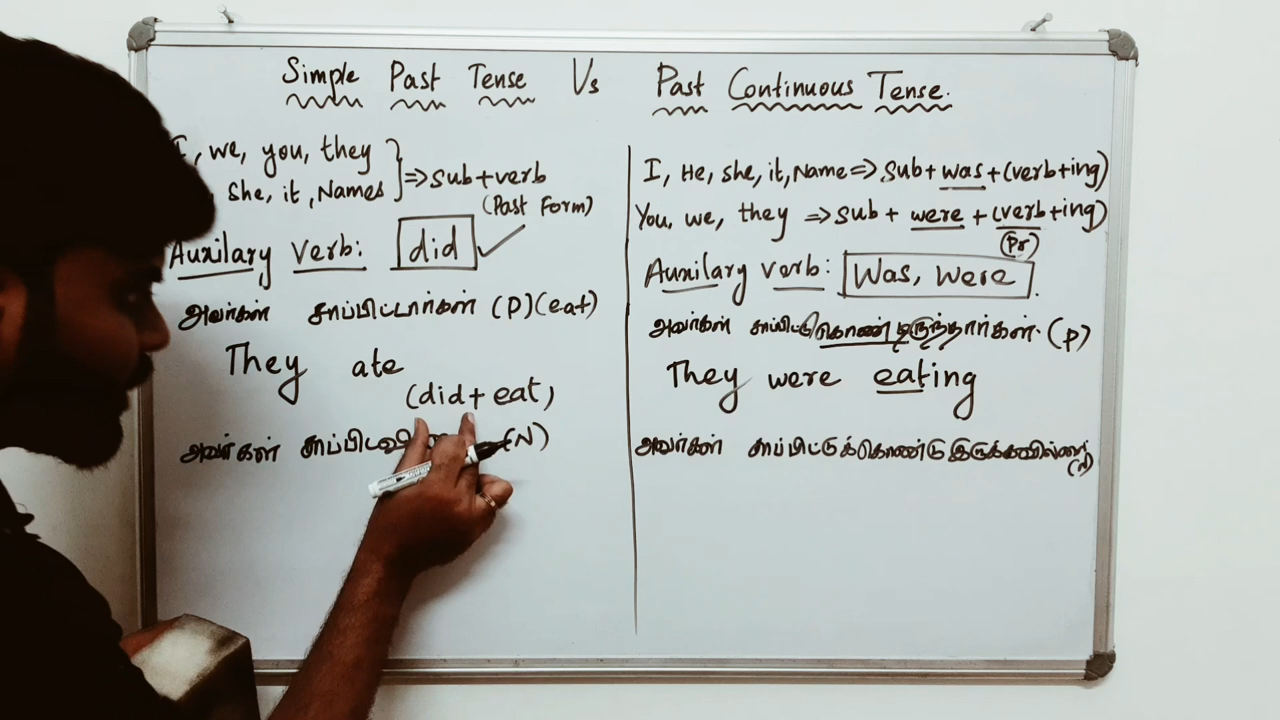 Simple Past Tense Vs Past Continuous Tense.
I, we, you, they
she, it, Names } => sub+verb
(Past Form)
Auxilary verb: did ✓
அவர்கள் சாப்பிட்டார்கள் (P)(eat)
They ate
(did+eat)
அவர்கள் (N)
I, He, she, it, Name => Sub+was+(verb+ing)
You, we, they => sub+were+(verb+ing)
(Pr)
Auxilary verb: Was, were.
அவர்கள் சாப்பிட்டுகொண்டிருந்தார்கள். (P)
They were eating
அவர்கள் சாப்பிட்டுக்கொண்டு இருக்கவில்லை.
(N)